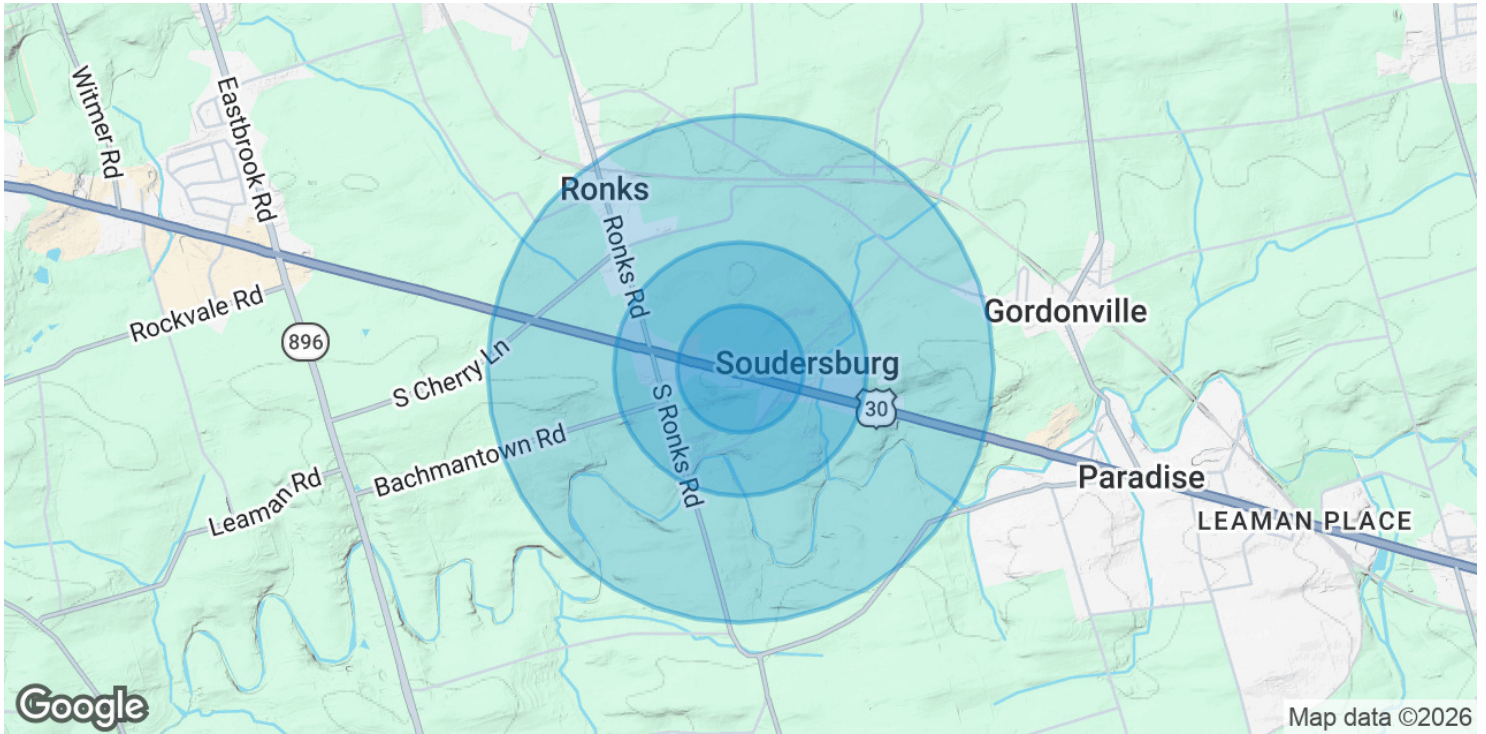 Witmer Rd
Eastbrook Rd
Ronks
Ronks Rd
Gordonville
Rockvale Rd
896
S Cherry Ln
Soudersburg
30
S Ronks Rd
Bachmantown Rd
Leaman Rd
Paradise
LEAMAN PLACE
Google
Map data ©2026